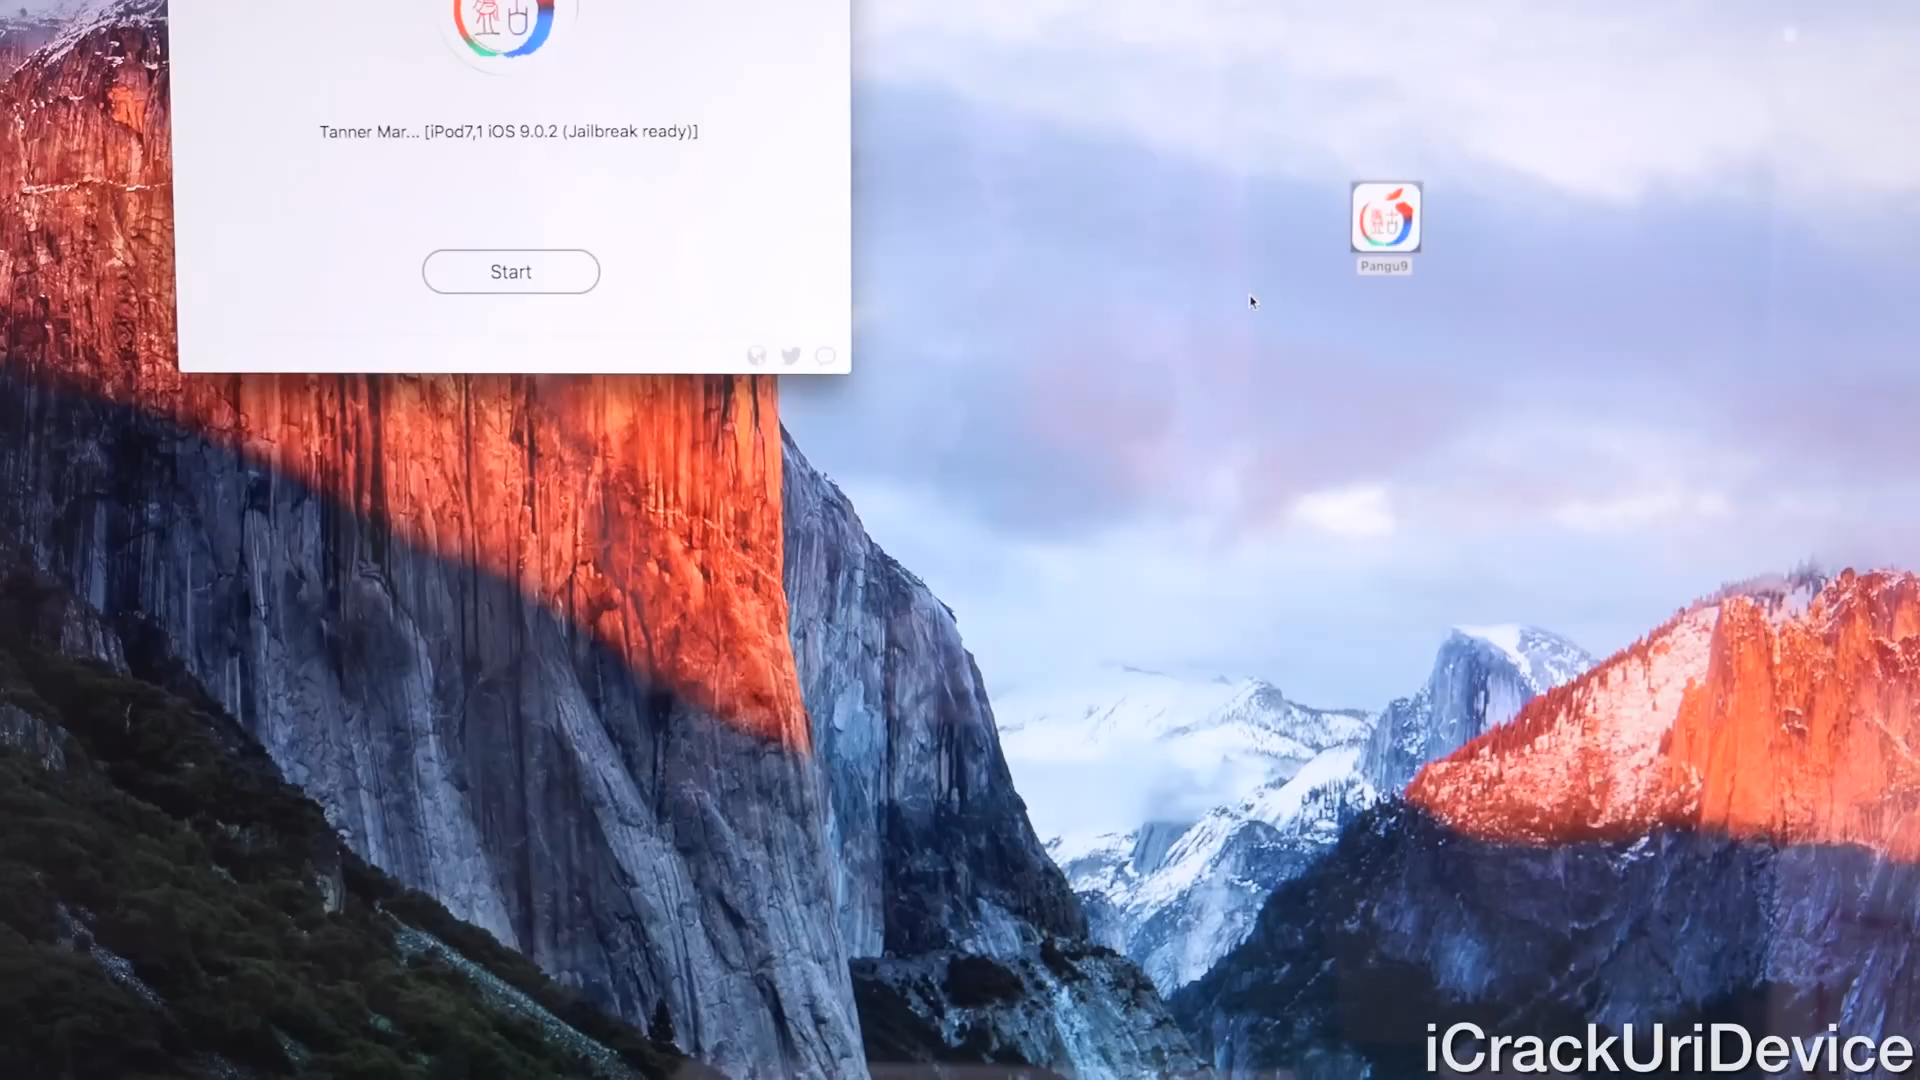 Tanner Mar... [iPod7,1 iOS 9.0.2 (Jailbreak ready)]
Start
Pangu9
iCrackUriDevice